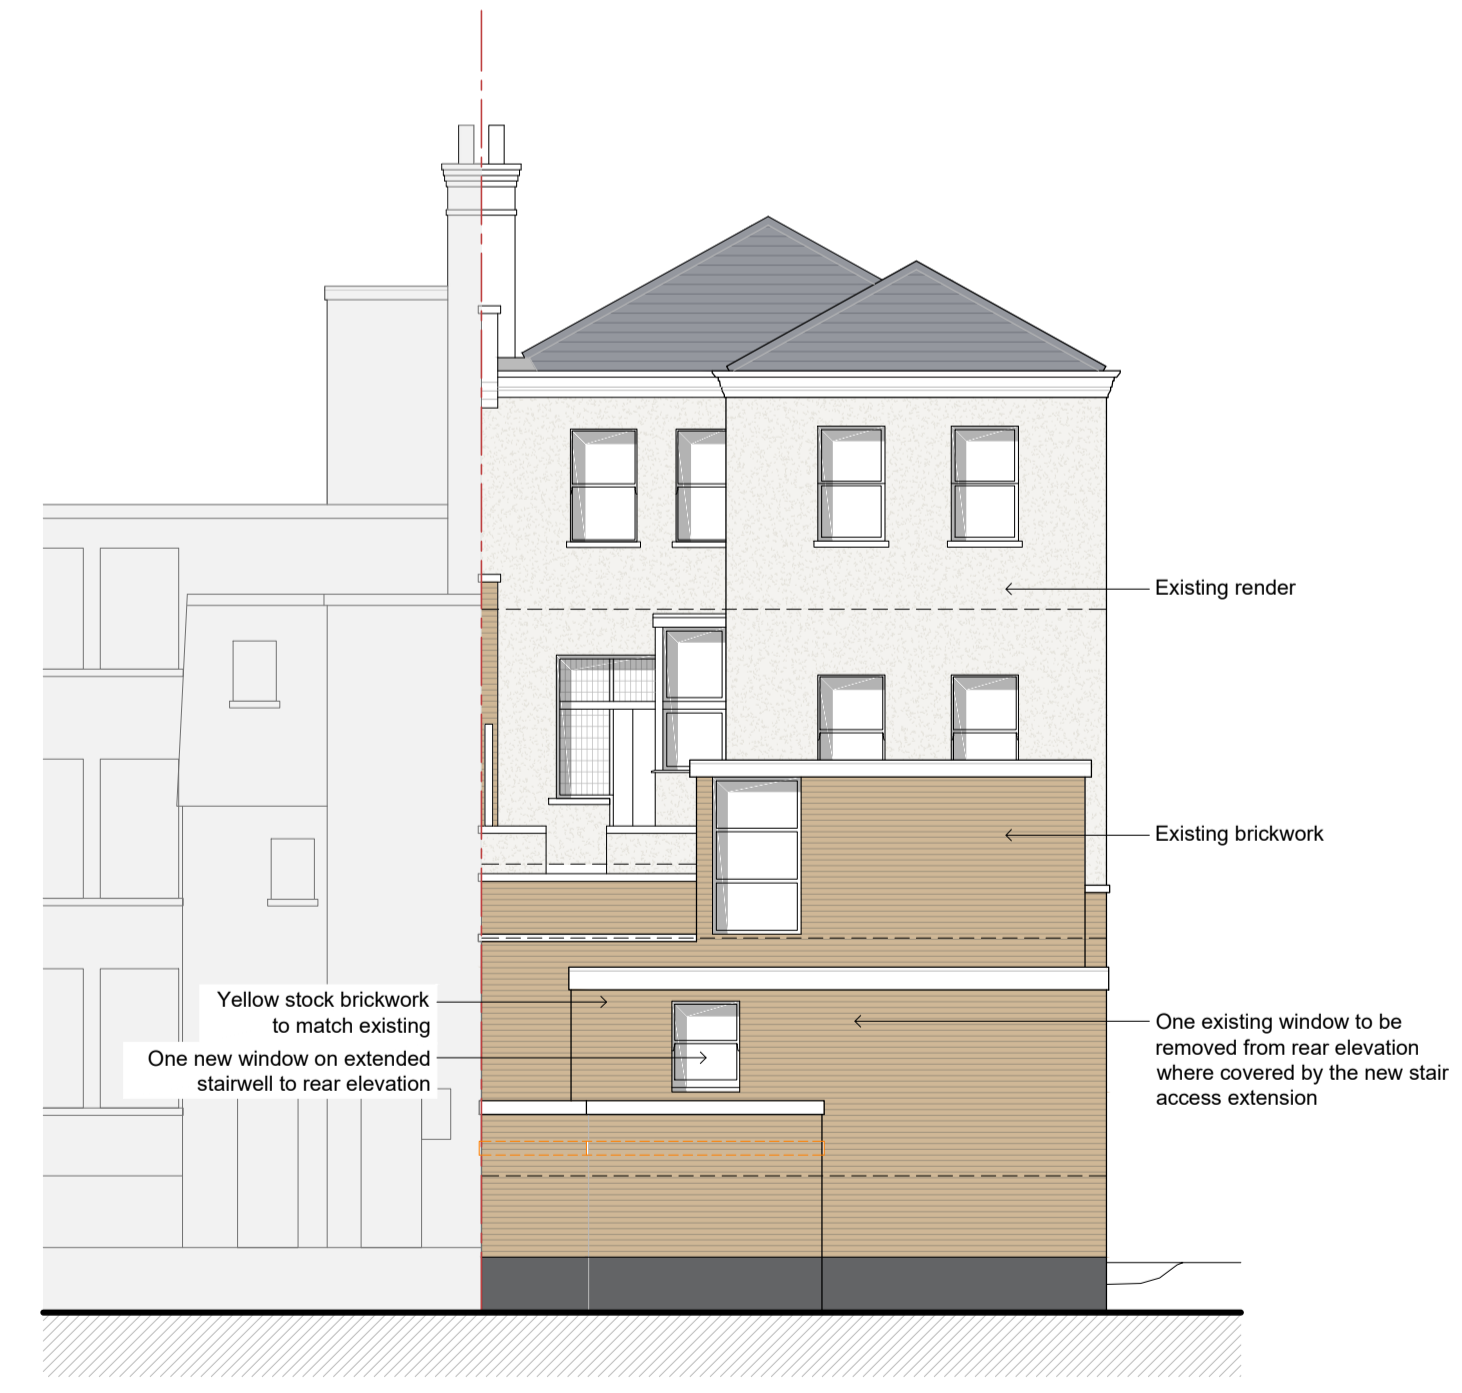 Existing render
Existing brickwork
Yellow stock brickwork
to match existing
One new window on extended
stairwell to rear elevation
One existing window to be
removed from rear elevation
where covered by the new stair
access extension